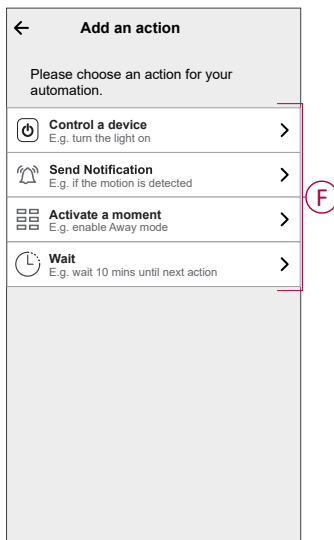 Add an action
Please choose an action for your
automation.
Control a device
E.g. turn the light on
Send Notification
E.g. if the motion is detected
Activate a moment
E.g. enable Away mode
Wait
E.g. wait 10 mins until next action
F